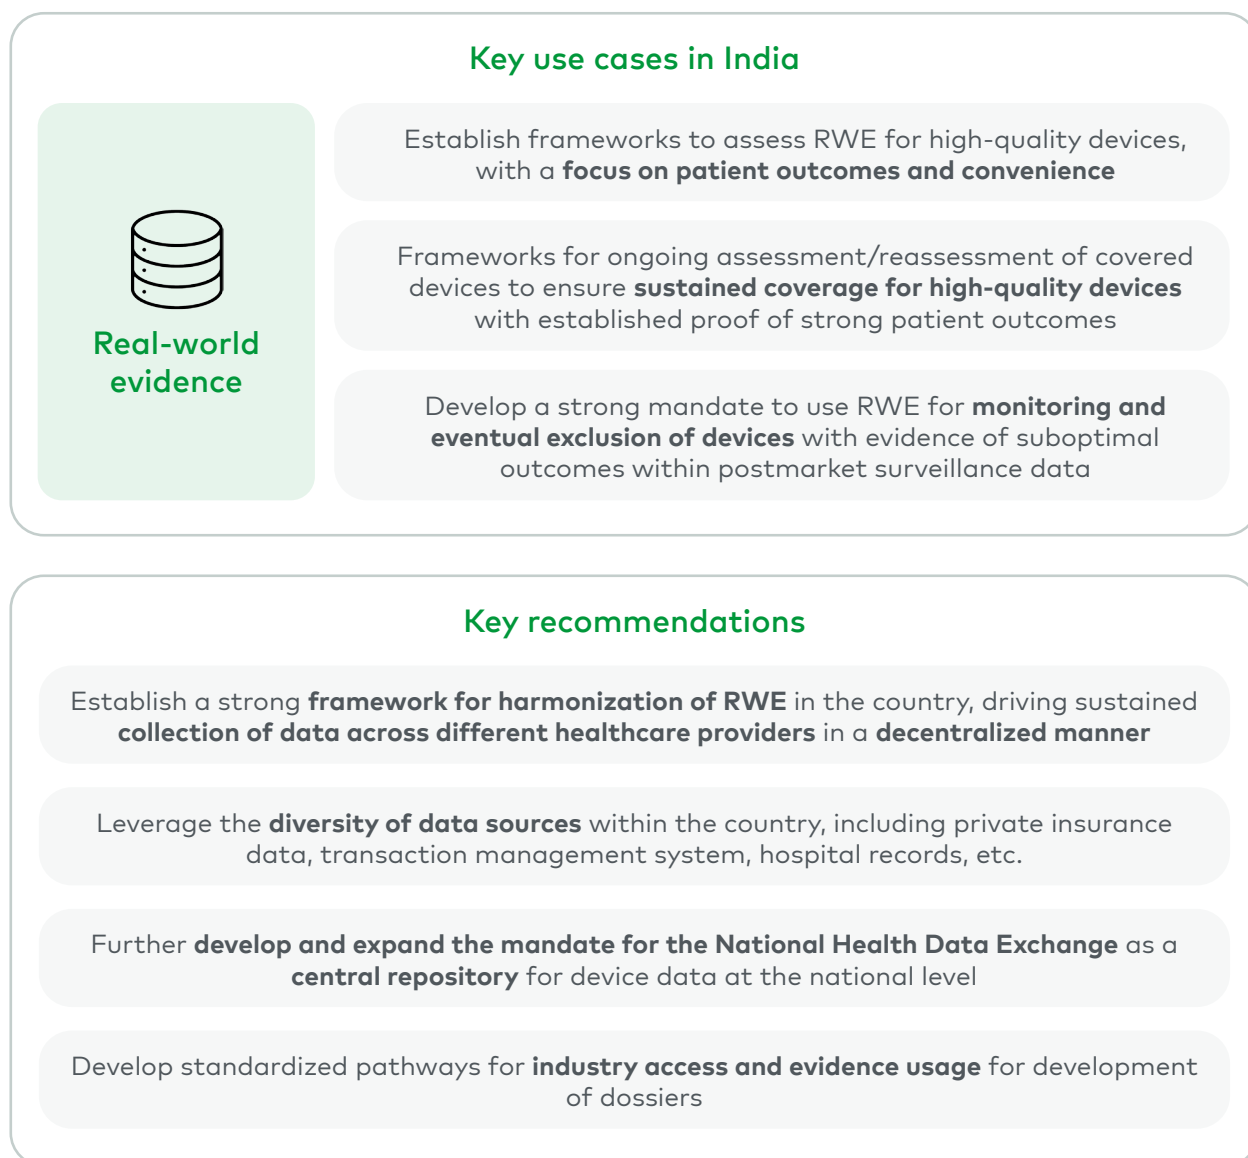 Key use cases in India
Real-world
evidence
Establish frameworks to assess RWE for high-quality devices,
with a focus on patient outcomes and convenience
Frameworks for ongoing assessment/reassessment of covered
devices to ensure sustained coverage for high-quality devices
with established proof of strong patient outcomes
Develop a strong mandate to use RWE for monitoring and
eventual exclusion of devices with evidence of suboptimal
outcomes within postmarket surveillance data
Key recommendations
Establish a strong framework for harmonization of RWE in the country, driving sustained
collection of data across different healthcare providers in a decentralized manner
Leverage the diversity of data sources within the country, including private insurance
data, transaction management system, hospital records, etc.
Further develop and expand the mandate for the National Health Data Exchange as a
central repository for device data at the national level
Develop standardized pathways for industry access and evidence usage for development
of dossiers